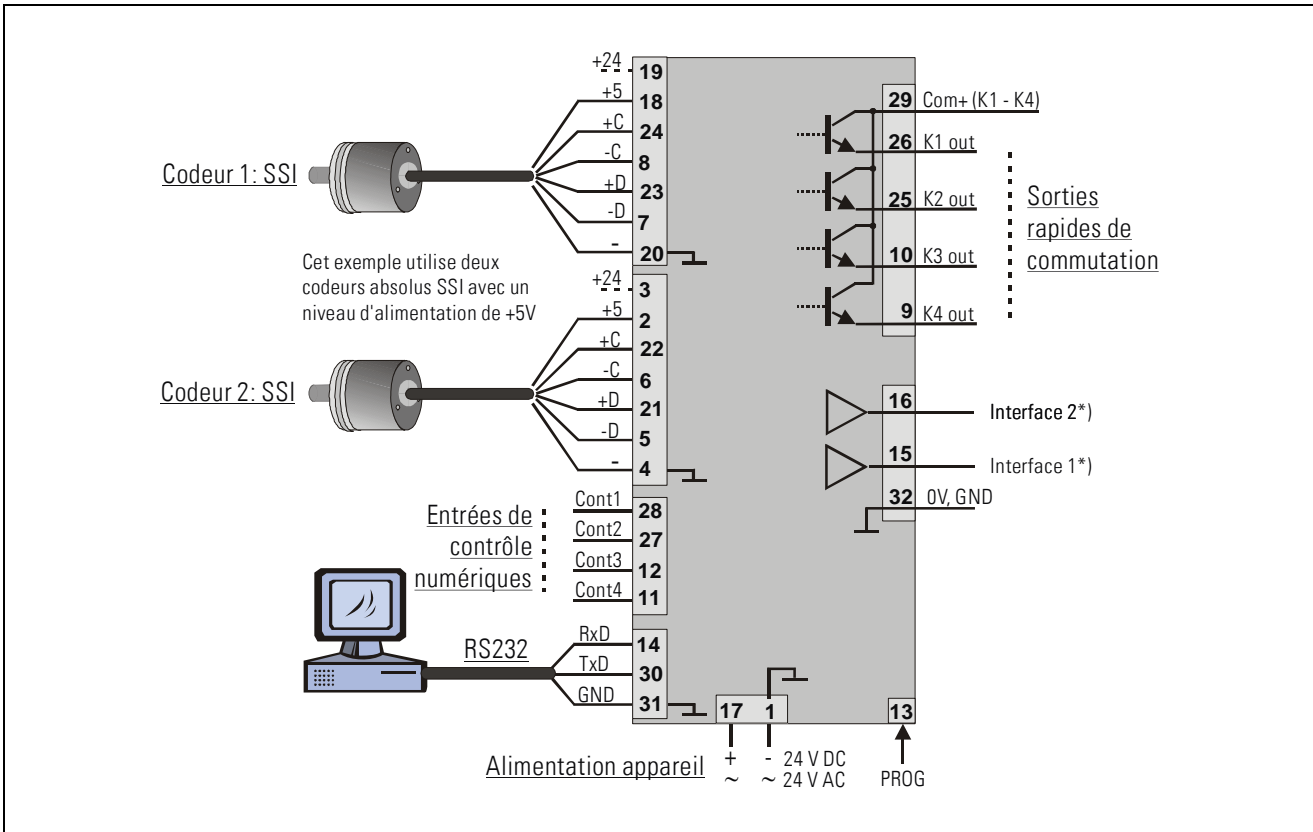 +24 19
+5 18
+C 24
-C 8
+D 23
-D 7
- 20
Codeur 1: SSI
Cet exemple utilise deux
codeurs absolus SSI avec un
niveau d'alimentation de +5V
+24 3
+5 2
+C 22
-C 6
+D 21
-D 5
- 4
Codeur 2: SSI
Entrées de
contrôle
numériques
Cont1 28
Cont2 27
Cont3 12
Cont4 11
RS232
RxD 14
TxD 30
GND 31
29 Com+ (K1 - K4)
26 K1 out
25 K2 out
10 K3 out
9 K4 out
Sorties
rapides de
commutation
16 Interface 2*)
15 Interface 1*)
32 0V, GND
17 1
Alimentation appareil
+ - 24 V DC
~ ~ 24 V AC
13
PROG